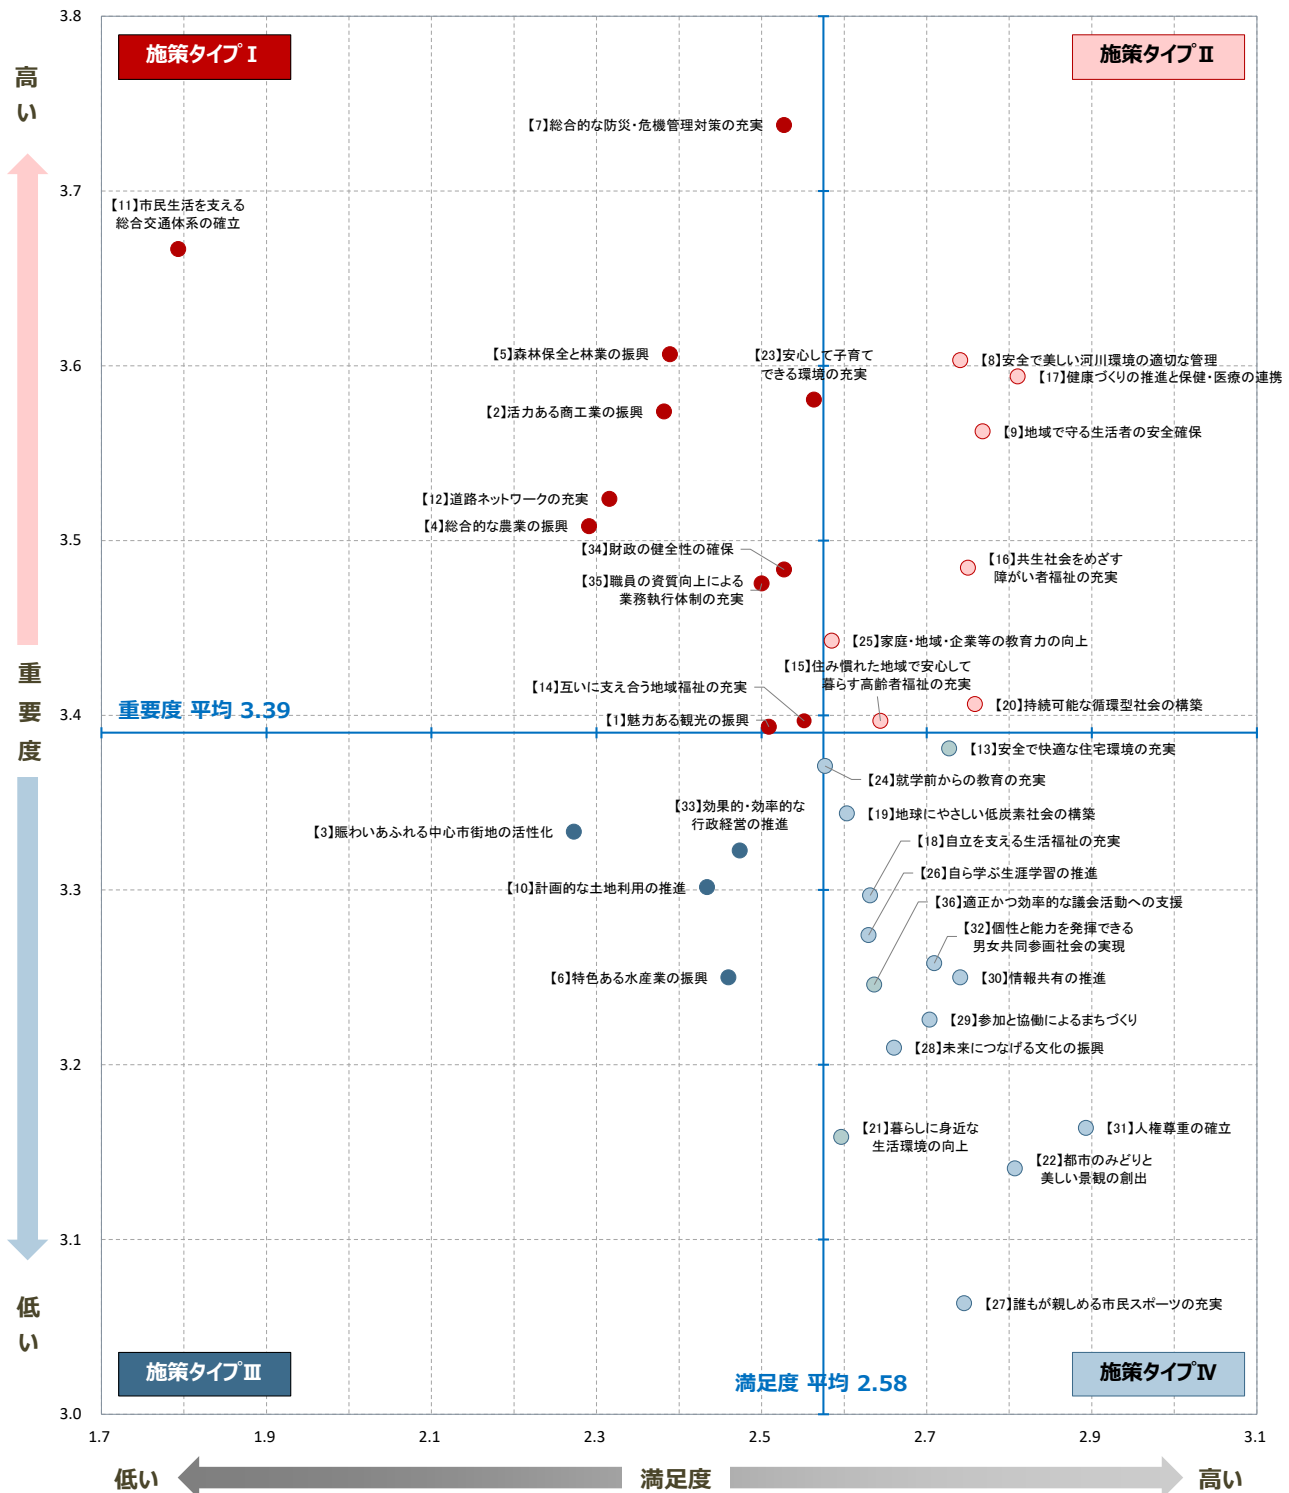 3.8
施策タイプⅠ
施策タイプⅡ
高
い
【7】総合的な防災・危機管理対策の充実
3.7
【11】市民生活を支える
総合交通体系の確立
【5】森林保全と林業の振興
【23】安心して子育て
できる環境の充実
【8】安全で美しい河川環境の適切な管理
3.6
【17】健康づくりの推進と保健・医療の連携
【2】活力ある商工業の振興
【9】地域で守る生活者の安全確保
【12】道路ネットワークの充実
【4】総合的な農業の振興
3.5
【34】財政の健全性の確保
【35】職員の資質向上による
業務執行体制の充実
【16】共生社会をめざす
障がい者福祉の充実
【25】家庭・地域・企業等の教育力の向上
【15】住み慣れた地域で安心して
暮らす高齢者福祉の充実
【14】互いに支え合う地域福祉の充実
【20】持続可能な循環型社会の構築
重要度 平均 3.39
【1】魅力ある観光の振興
3.4
重
要
度
【13】安全で快適な住宅環境の充実
【24】就学前からの教育の充実
【33】効果的・効率的な
行政経営の推進
【19】地球にやさしい低炭素社会の構築
【3】賑わいあふれる中心市街地の活性化
【18】自立を支える生活福祉の充実
【26】自ら学ぶ生涯学習の推進
【10】計画的な土地利用の推進
3.3
【36】適正かつ効率的な議会活動への支援
【32】個性と能力を発揮できる
男女共同参画社会の実現
【6】特色ある水産業の振興
【30】情報共有の推進
【29】参加と協働によるまちづくり
【28】未来につなげる文化の振興
3.2
【21】暮らしに身近な
生活環境の向上
【31】人権尊重の確立
【22】都市のみどりと
美しい景観の創出
3.1
【27】誰もが親しめる市民スポーツの充実
低
い
施策タイプⅢ
満足度 平均 2.58
施策タイプⅣ
3.0
1.7
1.9
2.1
2.3
2.5
2.7
2.9
3.1
低い
満足度
高い